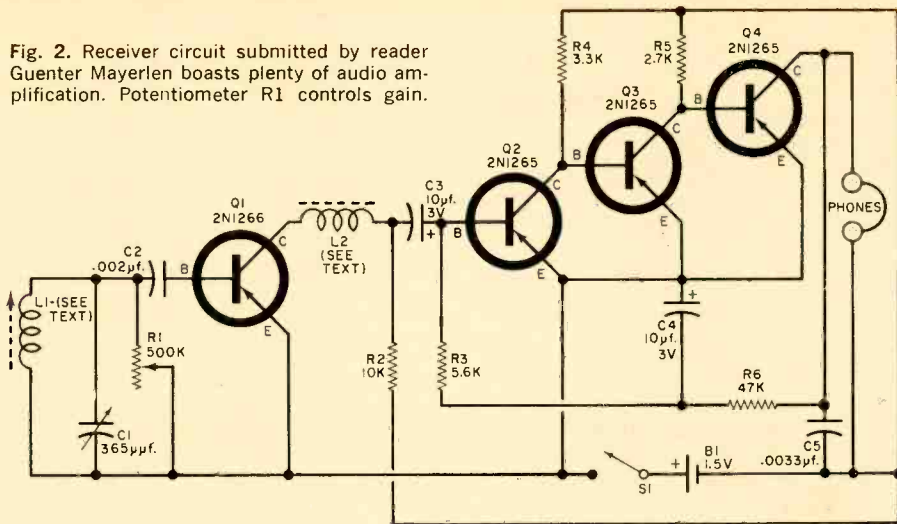 Fig. 2. Receiver circuit submitted by reader
Guenter Mayerlen boasts plenty of audio am-
plification. Potentiometer R1 controls gain.
R4
3.3K
R5
2.7K
Q4
2N1265
C
B
E
Q3
2N1265
C
B
E
Q2
2N1265
C
B
E
C3
10µf.
3V
+
Q1
2N1266
C
B
E
L2
(SEE
TEXT)
C2
.002µf.
L1-(SEE
TEXT)
R1
500K
C1
365µµf.
R2
10K
R3
5.6K
C4
10µf.
3V
+
R6
47K
PHONES
C5
.0033µf.
S1
+
B1
1.5V